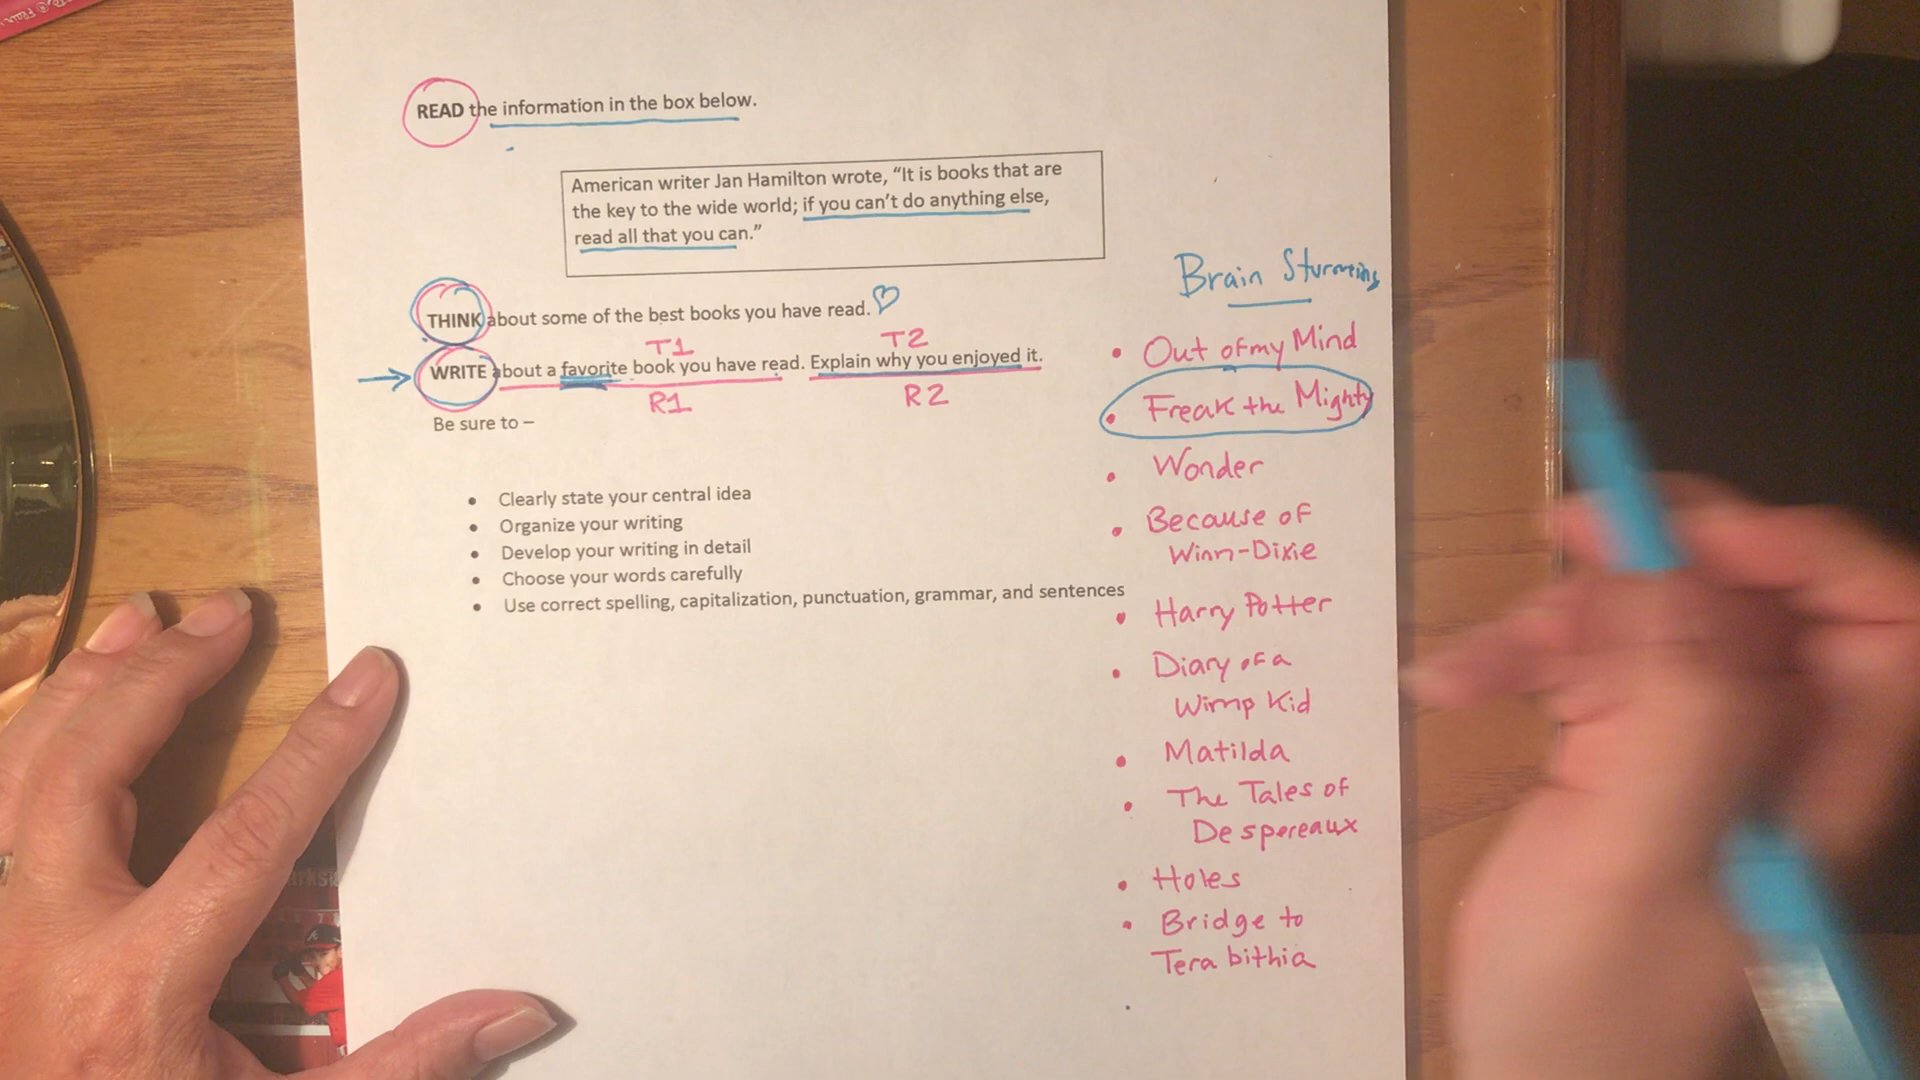 READ the information in the box below.
American writer Jan Hamilton wrote, “It is books that are
the key to the wide world; if you can’t do anything else,
read all that you can.”
THINK about some of the best books you have read.
T1 T2
WRITE about a favorite book you have read. Explain why you enjoyed it.
R1 R2
Be sure to –
• Clearly state your central idea
• Organize your writing
• Develop your writing in detail
• Choose your words carefully
• Use correct spelling, capitalization, punctuation, grammar, and sentences
Brain
• Out of my Mind
• Freak the Mighty
• Wonder
• Because of
Winn-Dixie
• Harry Potter
• Diary of a
Wimp Kid
• Matilda
• The Tales of
Despereaux
• Holes
• Bridge to
Terabithia